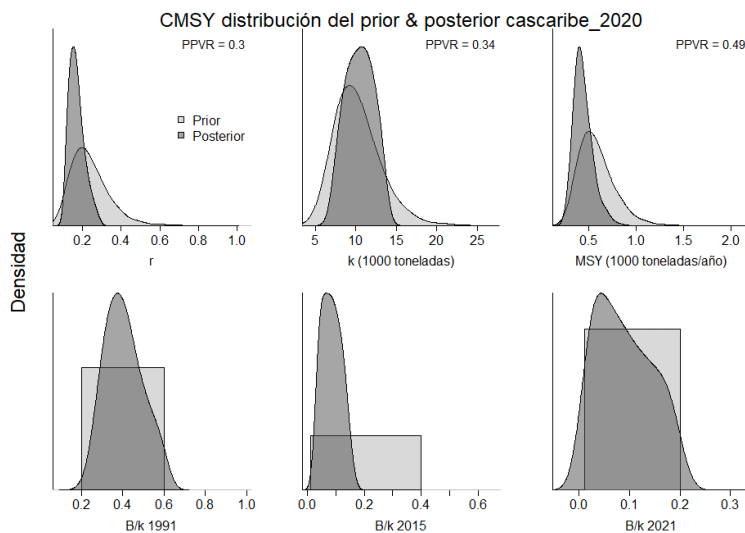 CMSY distribución del prior & posterior cascaribe_2020
PPVR = 0.3
PPVR = 0.34
PPVR = 0.49
Prior
Posterior
0.2 0.4 0.6 0.8 1.0
r
5 10 15 20 25
k (1000 toneladas)
0.5 1.0 1.5 2.0
MSY (1000 toneladas/año)
Densidad
0.2 0.4 0.6 0.8 1.0
B/k 1991
0.0 0.2 0.4 0.6
B/k 2015
0.0 0.1 0.2 0.3
B/k 2021